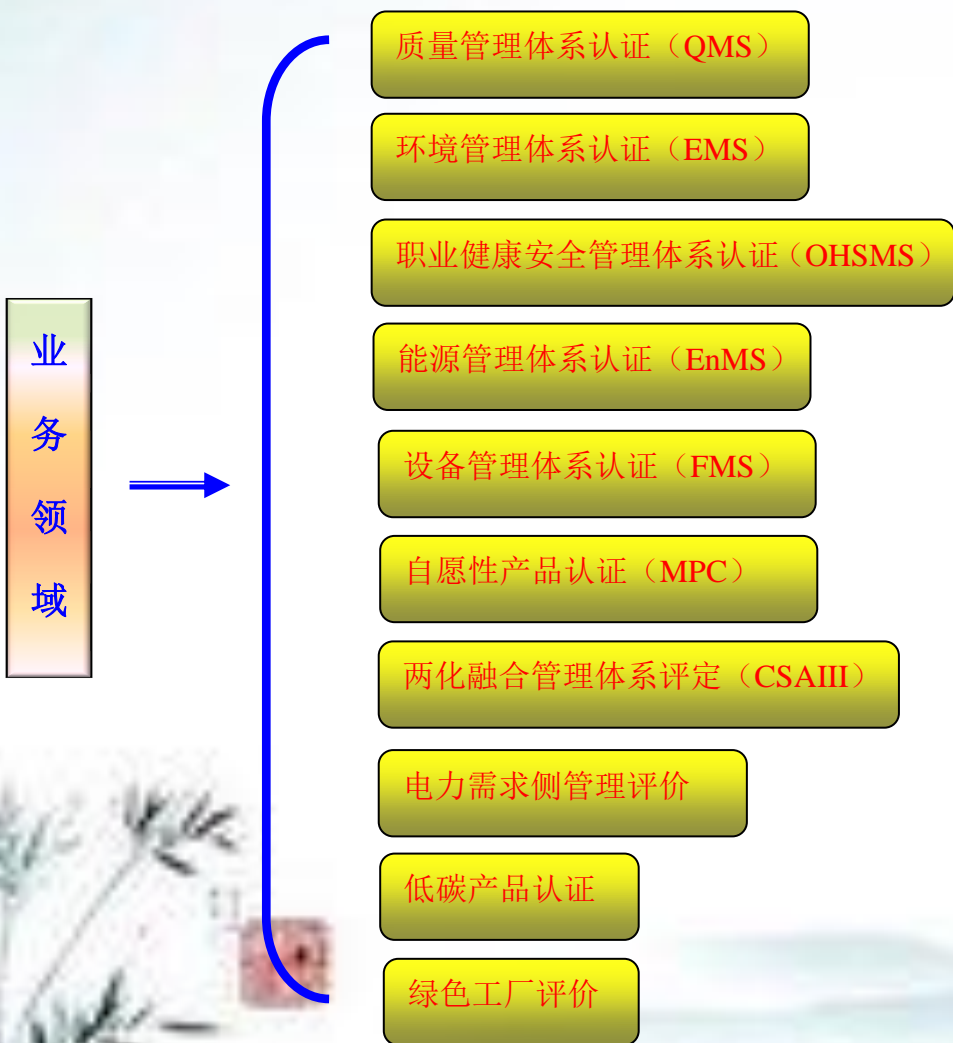 业务领域
质量管理体系认证（QMS）
环境管理体系认证（EMS）
职业健康安全管理体系认证（OHSMS）
能源管理体系认证（EnMS）
设备管理体系认证（FMS）
自愿性产品认证（MPC）
两化融合管理体系评定（CSAIII）
电力需求侧管理评价
低碳产品认证
绿色工厂评价